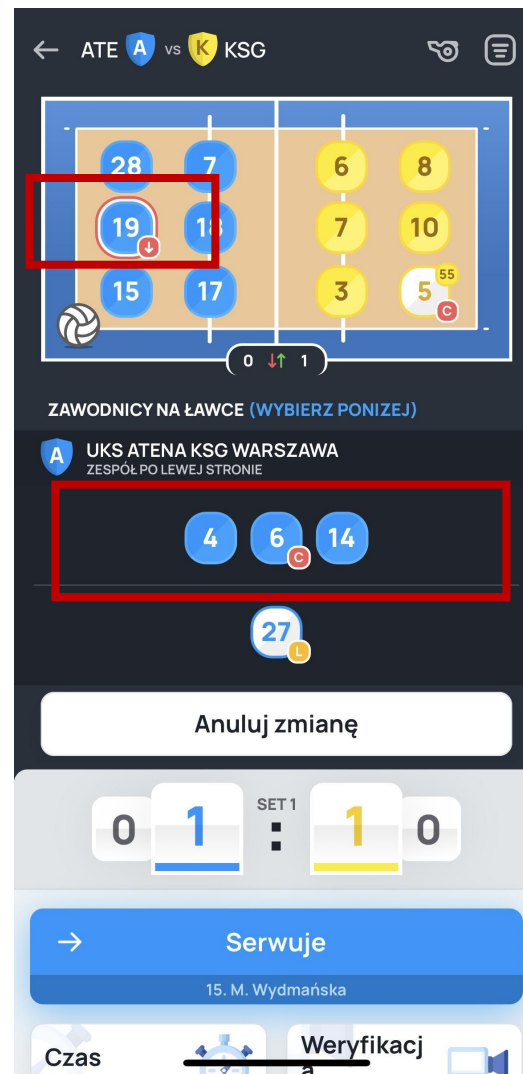 ATE A vs K KSG
28 7 6 8
19 18 7 10
15 17 3 5 55 C
0 1
ZAWODNICY NA ŁAWCE (WYBIERZ PONIZEJ)
A UKS ATENA KSG WARSZAWA
ZESPÓŁ PO LEWEJ STRONIE
4 6 C 14
27 L
Anuluj zmianę
SET 1
0 1 : 1 0
Serwuje
15. M. Wydmańska
Czas
Weryfikacj
a